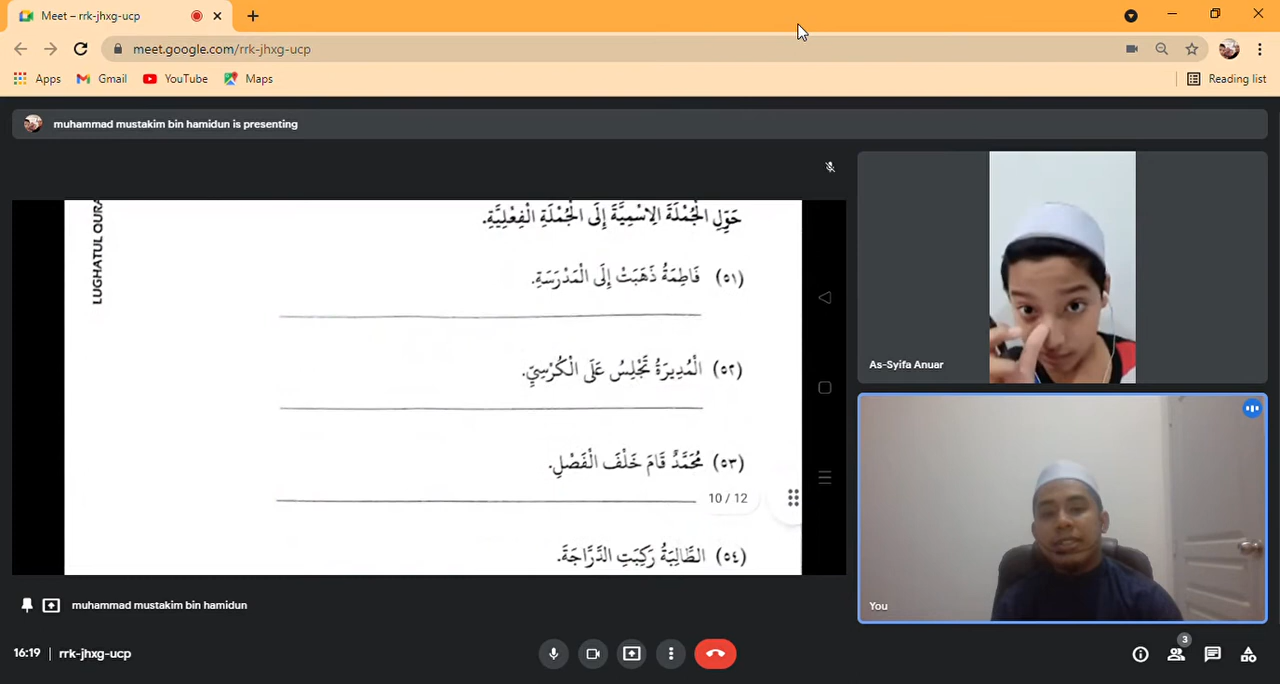 Meet – rrk-jhxg-ucp
meet.google.com/rrk-jhxg-ucp
Apps
Gmail
YouTube
Maps
Reading list
muhammad mustakim bin hamidun is presenting
LUGHATUL QURA
حَوِّلِ الْجُمْلَةَ الِاسْمِيَّةَ إِلَى الْجُمْلَةِ الْفِعْلِيَّةِ.
(٥١) فَاطِمَةُ ذَهَبَتْ إِلَى الْمَدْرَسَةِ.
(٥٢) الْمُدِيرَةُ تَجْلِسُ عَلَى الْكُرْسِيِّ.
(٥٣) مُحَمَّدٌ قَامَ خَلْفَ الْفَصْلِ.
10 / 12
(٥٤) الطَّالِبَةُ رَكِبَتِ الدَّرَّاجَةَ.
As-Syifa Anuar
You
muhammad mustakim bin hamidun
16:19 | rrk-jhxg-ucp
3